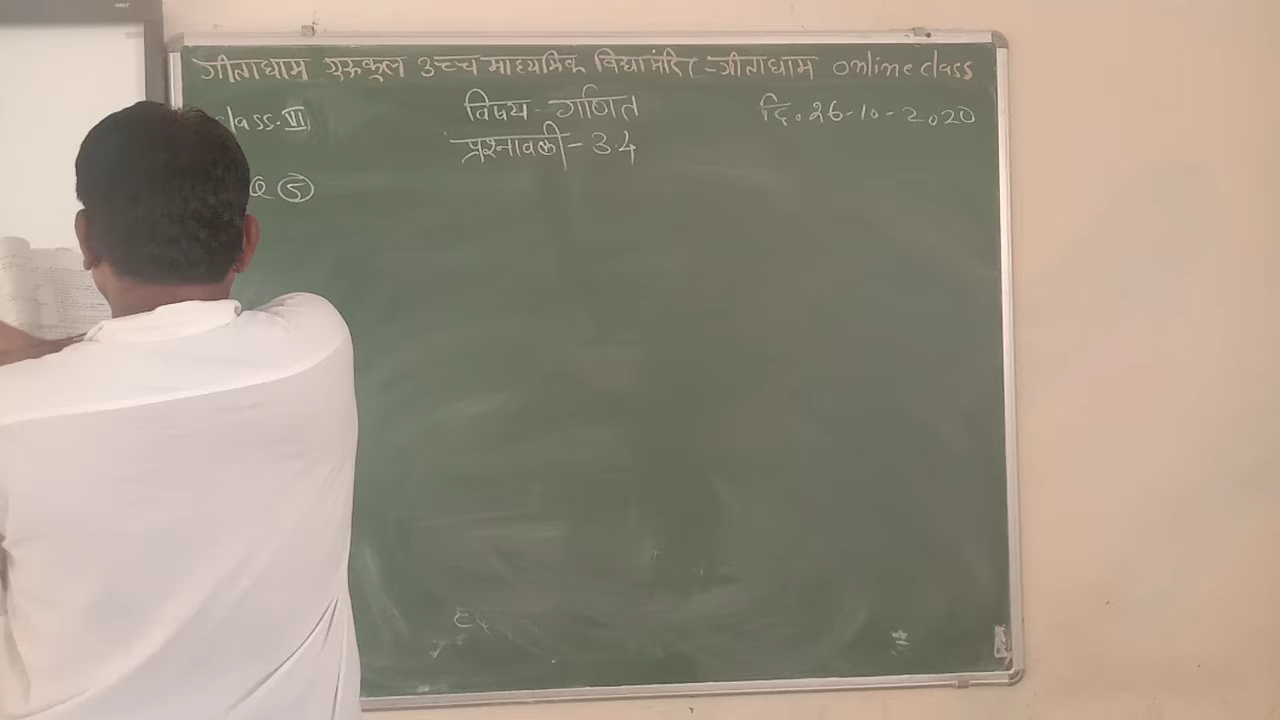 गीताधाम गुरुकुल उच्च माध्यमिक विद्यामंदिर -गीताधाम online class
class. VI
विषय - गणित
दि. 26-10-2020
प्रश्नावली - 3.4
Q ⑤